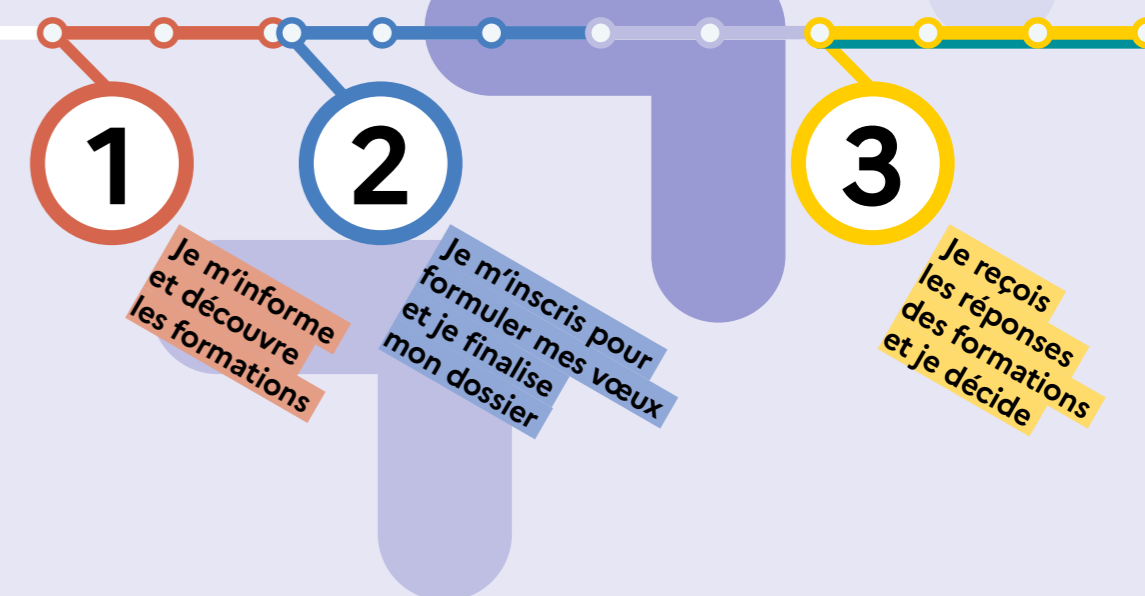 1
Je m'informe
et découvre
les formations
2
Je m'inscris pour
formuler mes vœux
et je finalise
mon dossier
3
Je reçois
les réponses
des formations
et je décide